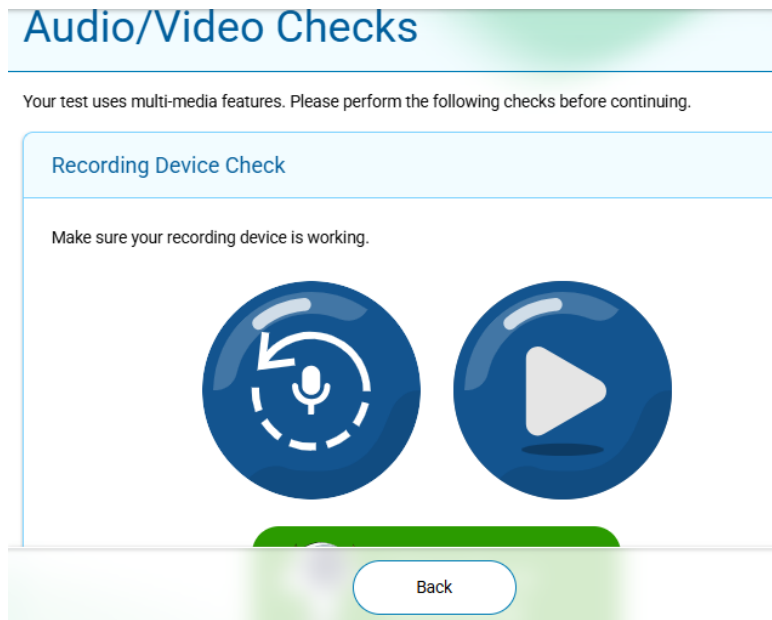 Audio/Video Checks
Your test uses multi-media features. Please perform the following checks before continuing.
Recording Device Check
Make sure your recording device is working.
Back